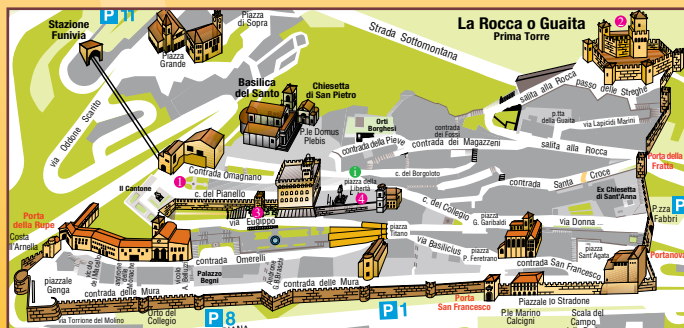 Stazione
Funivia
P 11
Piazza
di Sopra
Piazza
Grande
Strada Sottomontana
La Rocca o Guaita
Prima Torre
2
Basilica
del Santo
Chiesetta
di San Pietro
via Oddone Scarito
P.le Domus
Plebis
Orti
Borghesi
contrada
dei Fossi
salita alla Rocca
passo delle Streghe
p.tta
della Guaita
via Lapicidi Marini
contrada della Pieve
contrada dei Magazzeni
salita alla Rocca
Porta della
Fratta
Contrada Omagnano
1
i
piazza della
Libertà
c. del Borgoloto
contrada Santa Croce
Il Cantone
c. del Pianello
4
Ex Chiesetta
di Sant'Anna
P
P.zza
Fabbri
Porta
della Rupe
3
via Eugippo
c. del Collegio
piazza
G. Garibaldi
via Donna
Costa
l'Arnella
piazza
Titano
via Basilicius
piazza
P. Feretrano
piazza
Sant'Agata
Portanova
contrada Omerelli
contrada San Francesco
piazzale
Genga
Palazzo
Begni
contrada delle Mura
contrada delle Mura
Porta
San Francesco
Piazzale lo Stradone
via Torrione del Molino
Orto del
Collegio
P 8
P 1
P.le Marino
Calcigni
Scala del
Campo